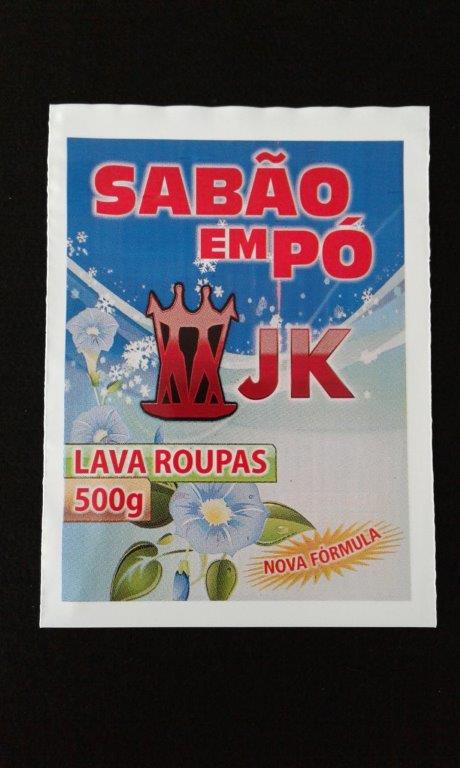 SABÃO
EM PÓ
JK
LAVA ROUPAS
500g
NOVA FÓRMULA